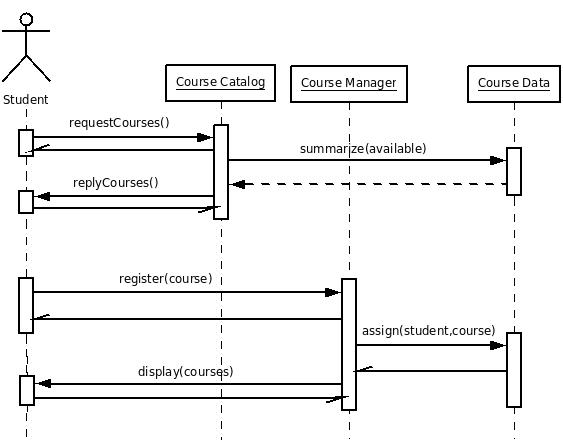 Course Catalog
Course Manager
Course Data
Student
requestCourses()
summarize(available)
replyCourses()
register(course)
assign(student,course)
display(courses)